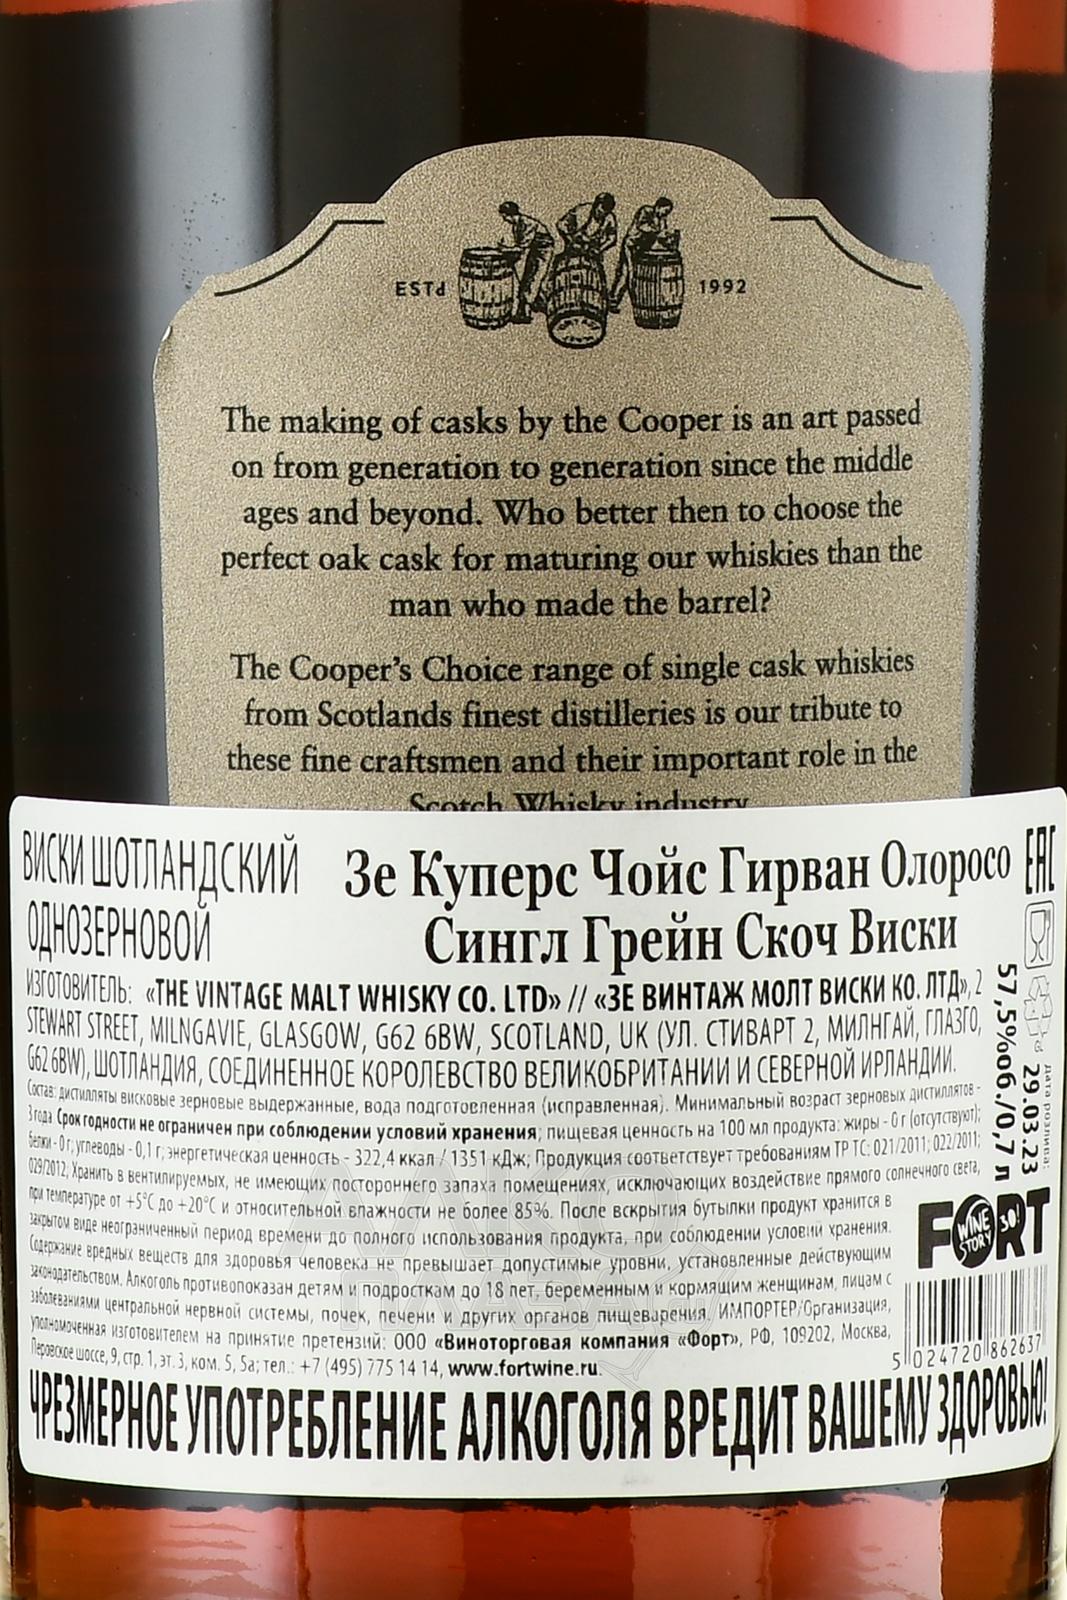 ESTd 1992
The making of casks by the Cooper is an art passed
on from generation to generation since the middle
ages and beyond. Who better then to choose the
perfect oak cask for maturing our whiskies than the
man who made the barrel?
The Cooper's Choice range of single cask whiskies
from Scotlands finest distilleries is our tribute to
these fine craftsmen and their important role in the
Scotch Whisky industry
ВИСКИ ШОТЛАНДСКИЙ
ОДНОЗЕРНОВОЙ
Зе Куперс Чойс Гирван Олоросо
Сингл Грейн Скоч Виски
EAC
ИЗГОТОВИТЕЛЬ: «THE VINTAGE MALT WHISKY CO. LTD» // «ЗЕ ВИНТАЖ МОЛТ ВИСКИ КО. ЛТД», 2
STEWART STREET, MILNGAVIE, GLASGOW, G62 6BW, SCOTLAND, UK (УЛ. СТИВАРТ 2, МИЛНГАЙ, ГЛАЗГО,
G62 6BW), ШОТЛАНДИЯ, СОЕДИНЕННОЕ КОРОЛЕВСТВО ВЕЛИКОБРИТАНИИ И СЕВЕРНОЙ ИРЛАНДИИ.
Состав: дистилляты висковые зерновые выдержанные, вода подготовленная (исправленная). Минимальный возраст зерновых дистиллятов -
3 года Срок годности не ограничен при соблюдении условий хранения; пищевая ценность на 100 мл продукта: жиры - 0 г (отсутствуют);
белки - 0 г; углеводы - 0,1 г; энергетическая ценность - 322,4 ккал / 1351 кДж; Продукция соответствует требованиям ТР ТС: 021/2011; 022/2011;
029/2012; Хранить в вентилируемых, не имеющих постороннего запаха помещениях, исключающих воздействие прямого солнечного света,
при температуре от +5°С до +20°С и относительной влажности не более 85%. После вскрытия бутылки продукт хранится в
закрытом виде неограниченный период времени до полного использования продукта, при соблюдении условий хранения.
Содержание вредных веществ для здоровья человека не превышает допустимые уровни, установленные действующим
законодательством. Алкоголь противопоказан детям и подросткам до 18 лет, беременным и кормящим женщинам, лицам с
заболеваниями центральной нервной системы, почек, печени и других органов пищеварения. ИМПОРТЕР/Организация,
уполномоченная изготовителем на принятие претензий: ООО «Виноторговая компания «Форт», РФ, 109202, Москва,
Перовское шоссе, 9, стр. 1, эт. 3, ком. 5, 5а; тел.: +7 (495) 775 14 14, www.fortwine.ru.
57,5%об./0,7 л
дата розлива:
29.03.23
FORT
WINE STORY
30!
5 024720 862637
ЧРЕЗМЕРНОЕ УПОТРЕБЛЕНИЕ АЛКОГОЛЯ ВРЕДИТ ВАШЕМУ ЗДОРОВЬЮ!